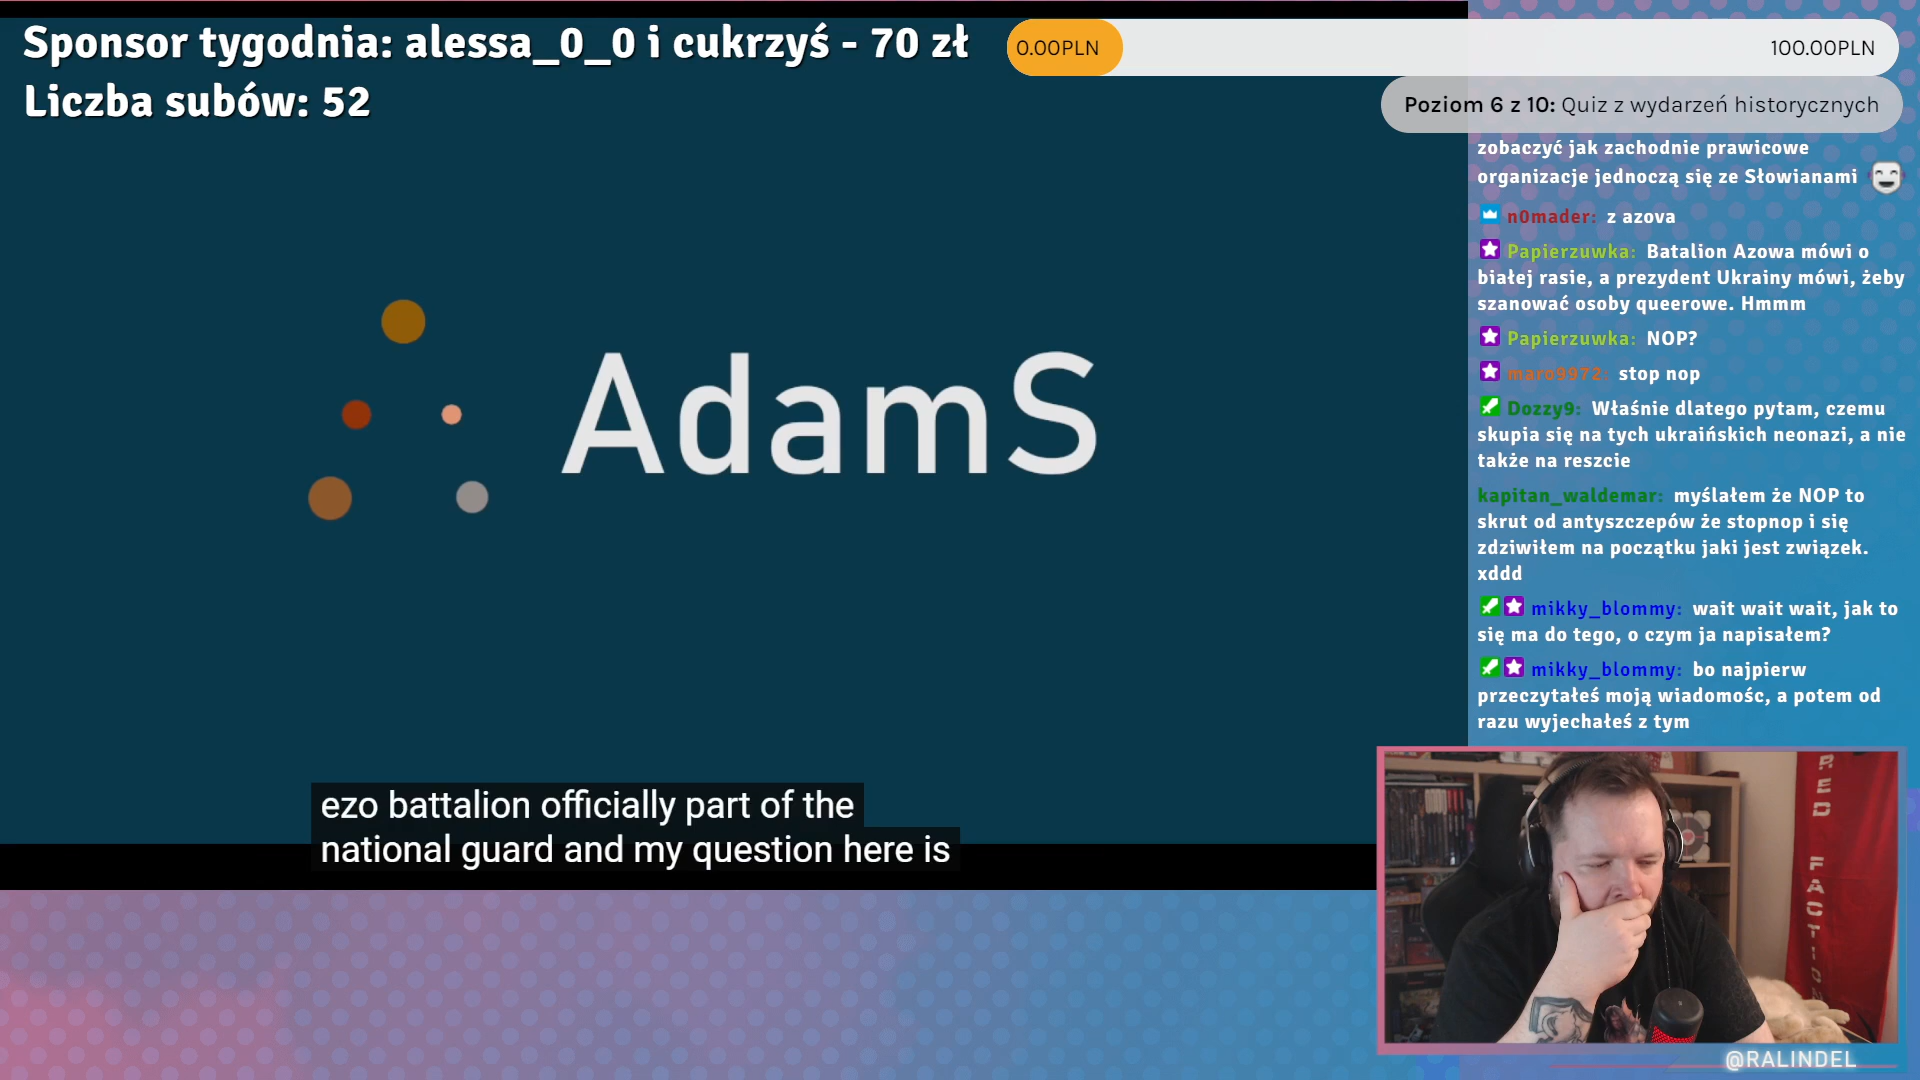 Sponsor tygodnia: alessa_0_0 i cukrzyś - 70 zł
Liczba subów: 52
0.00PLN
100.00PLN
Poziom 6 z 10: Quiz z wydarzeń historycznych
zobaczyć jak zachodnie prawicowe
organizacje jednoczą się ze Słowianami
n0mader: z azova
Papierzuwka: Batalion Azowa mówi o
białej rasie, a prezydent Ukrainy mówi, żeby
szanować osoby queerowe. Hmmm
Papierzuwka: NOP?
maro9972: stop nop
Dozzy9: Właśnie dlatego pytam, czemu
skupia się na tych ukraińskich neonazi, a nie
także na reszcie
kapitan_waldemar: myślałem że NOP to
skrut od antyszczepów że stopnop i się
zdziwiłem na początku jaki jest związek.
xddd
mikky_blommy: wait wait wait, jak to
się ma do tego, o czym ja napisałem?
mikky_blommy: bo najpierw
przeczytałeś moją wiadomośc, a potem od
razu wyjechałeś z tym
AdamS
ezo battalion officially part of the
national guard and my question here is
RED FACTION
@RALINDEL